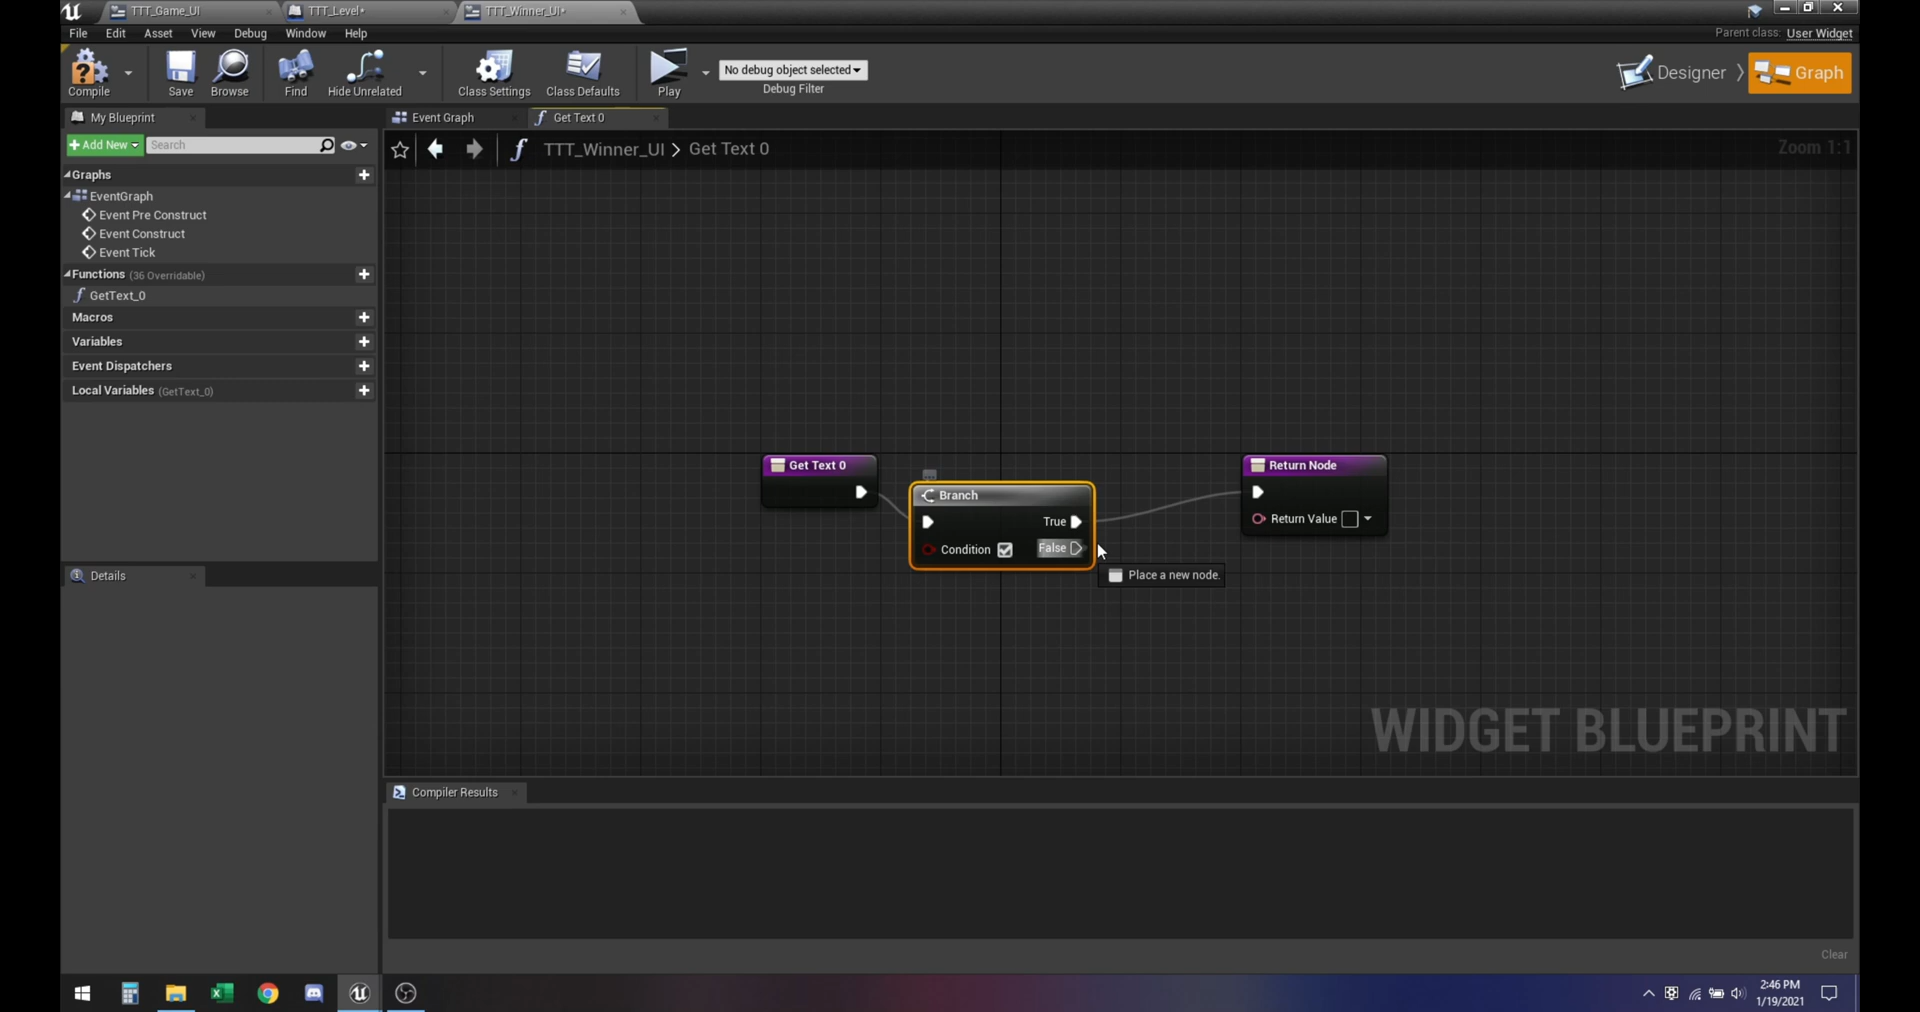 TTT_Game_UI
TTT_Level*
TTT_Winner_UI*
File Edit Asset View Debug Window Help
Parent class: User Widget
Compile
Save
Browse
Find
Hide Unrelated
Class Settings
Class Defaults
Play
No debug object selected
Debug Filter
Designer
Graph
My Blueprint
Event Graph
Get Text 0
Add New
Search
TTT_Winner_UI > Get Text 0
Zoom 1:1
Graphs
EventGraph
Event Pre Construct
Event Construct
Event Tick
Functions (36 Overridable)
GetText_0
Macros
Variables
Event Dispatchers
Local Variables (GetText_0)
Get Text 0
Branch
True
Condition
False
Return Node
Return Value
Place a new node.
Details
WIDGET BLUEPRINT
Compiler Results
Clear
2:46 PM
1/19/2021